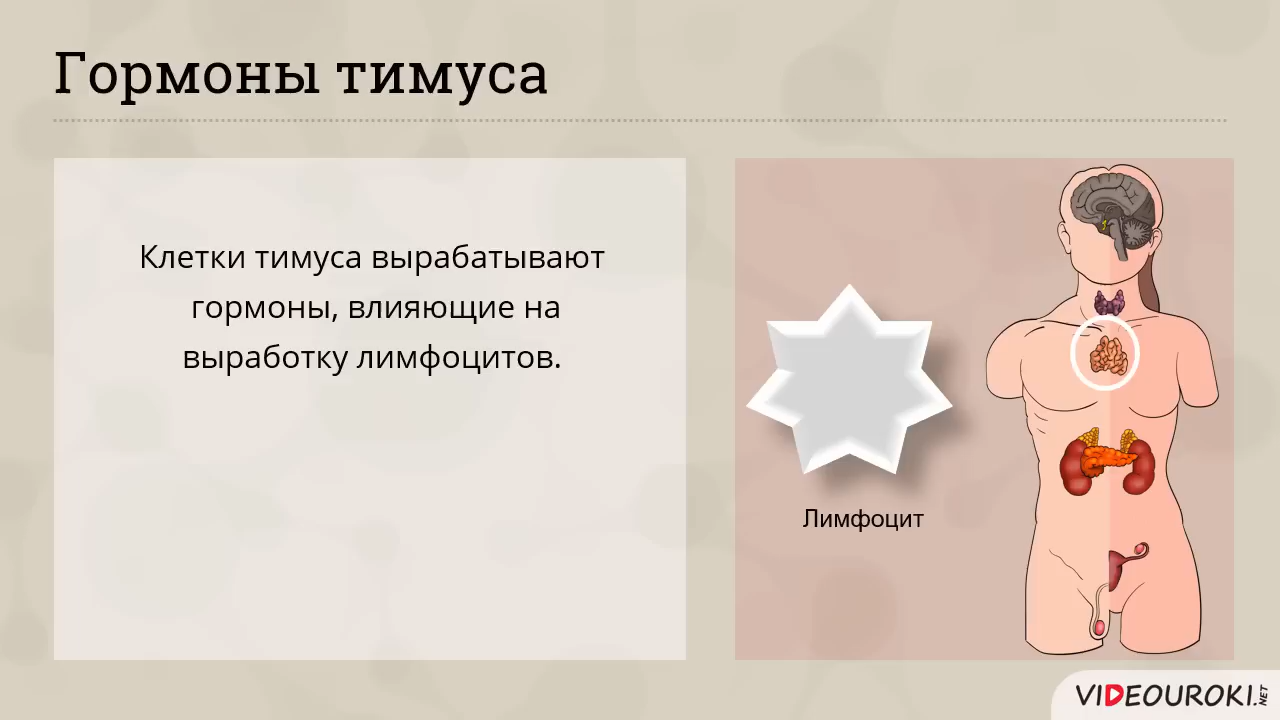 Гормоны тимуса
Клетки тимуса вырабатывают
гормоны, влияющие на
выработку лимфоцитов.
Лимфоцит
VIDEOUROKI.NET